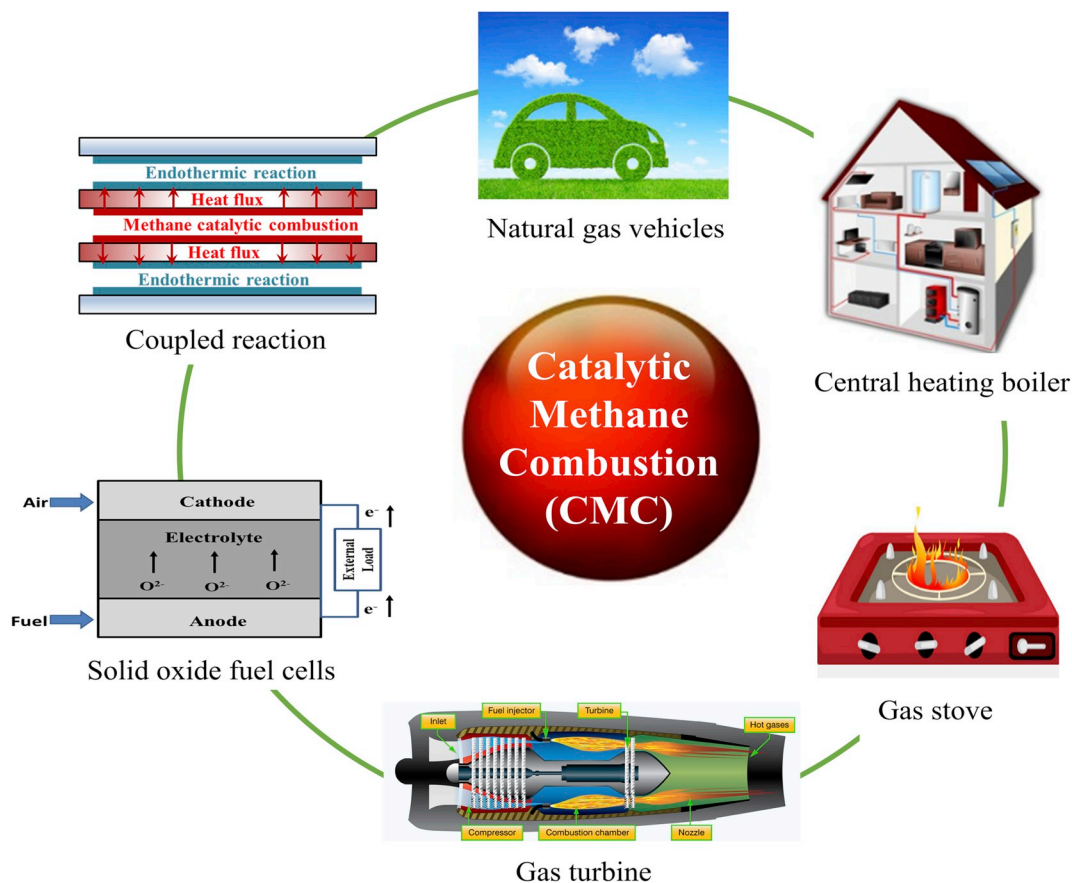 Natural gas vehicles
Central heating boiler
Gas stove
Inlet
Fuel injector
Turbine
Hot gases
Compressor
Combustion chamber
Nozzle
Gas turbine
Air
Fuel
Cathode
Electrolyte
O²⁻ O²⁻ O²⁻
Anode
e⁻
External
Load
e⁻
Solid oxide fuel cells
Endothermic reaction
Heat flux
Methane catalytic combustion
Heat flux
Endothermic reaction
Coupled reaction
Catalytic
Methane
Combustion
(CMC)